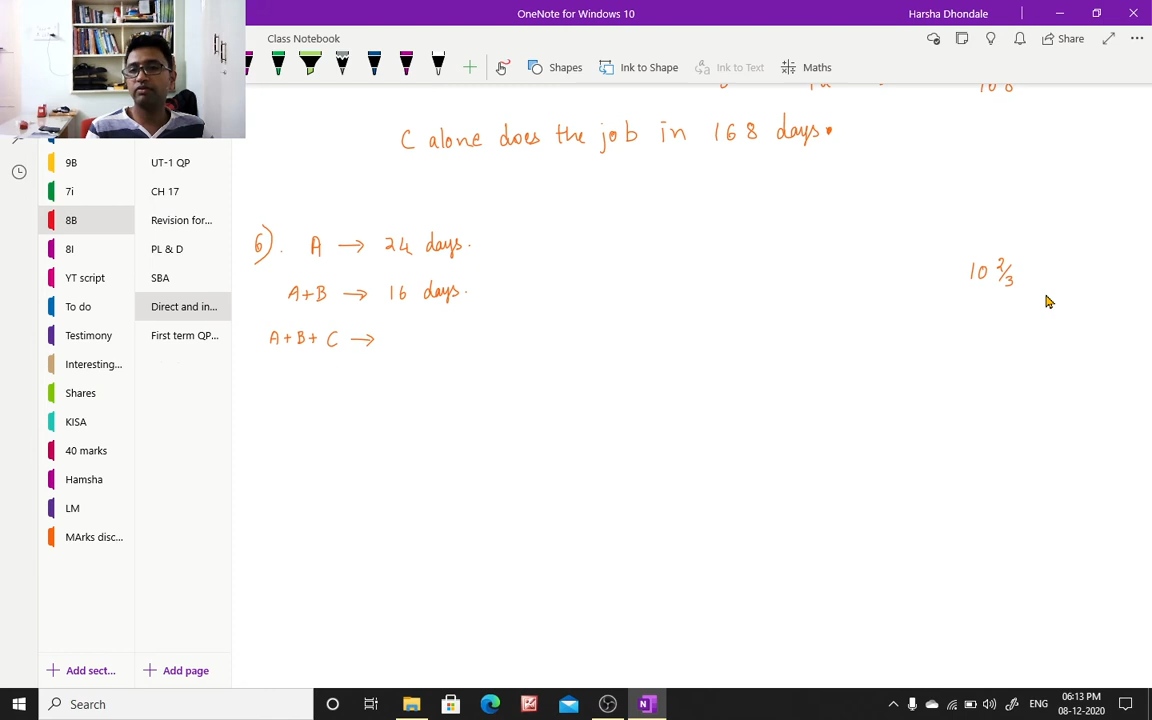 OneNote for Windows 10
Harsha Dhondale
Class Notebook
Shapes
Ink to Shape
Ink to Text
Maths
Share
C alone does the job in 168 days.
9B
7i
8B
8I
YT script
To do
Testimony
Interesting...
Shares
KISA
40 marks
Hamsha
LM
MArks disc...
Add sect...
UT-1 QP
CH 17
Revision for...
PL & D
SBA
Direct and in...
First term QP...
Add page
6). A → 24 days.
A+B → 16 days.
A+B+C →
10 2/3
Search
ENG
06:13 PM
08-12-2020